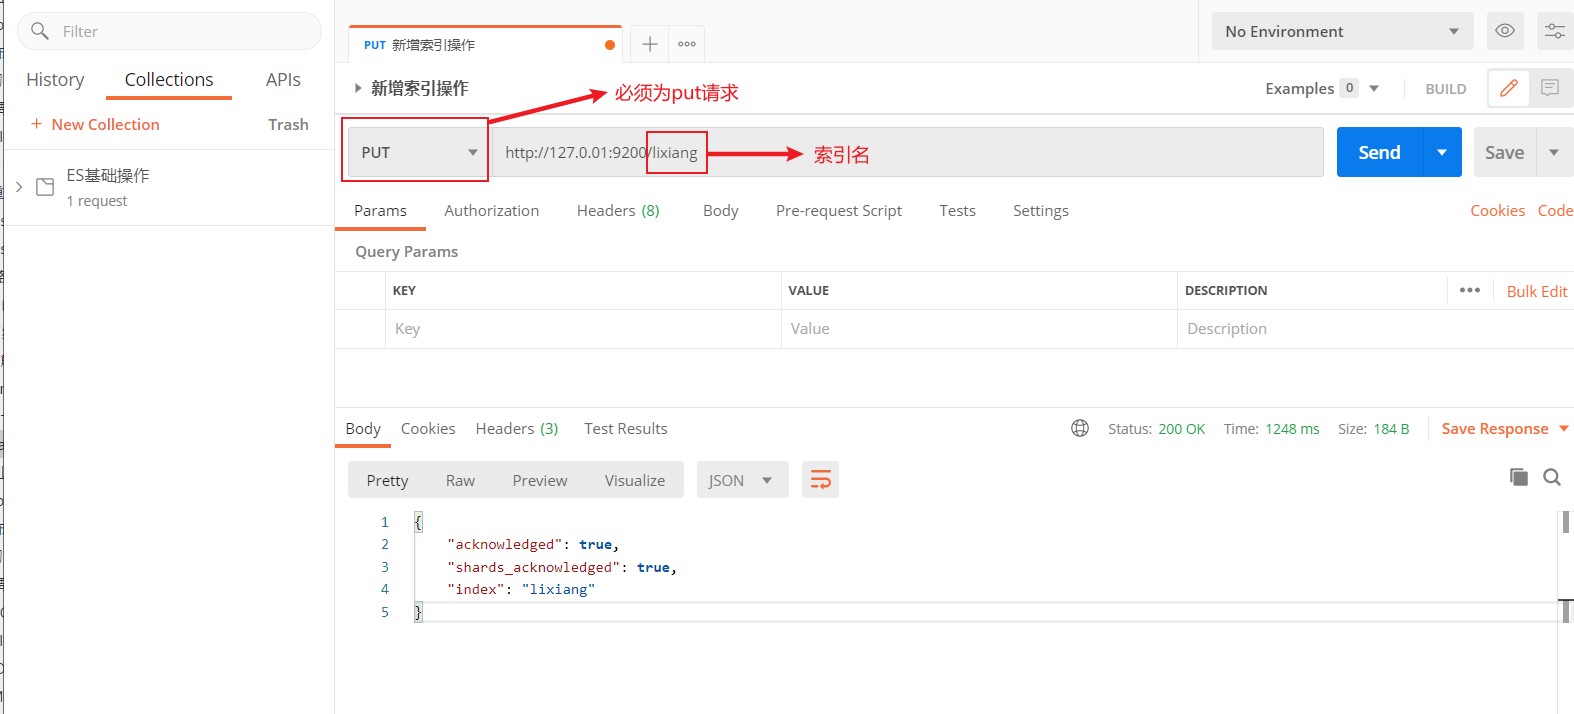 Filter
History Collections APIs
+ New Collection Trash
ES基础操作
1 request
PUT 新增索引操作
No Environment
新增索引操作
必须为put请求
Examples 0
BUILD
PUT
http://127.0.01:9200/lixiang
索引名
Send
Save
Params Authorization Headers (8) Body Pre-request Script Tests Settings
Cookies Code
Query Params
KEY VALUE DESCRIPTION
Bulk Edit
Key Value Description
Body Cookies Headers (3) Test Results
Status: 200 OK Time: 1248 ms Size: 184 B
Save Response
Pretty Raw Preview Visualize JSON
1 {
2 "acknowledged": true,
3 "shards_acknowledged": true,
4 "index": "lixiang"
5 }